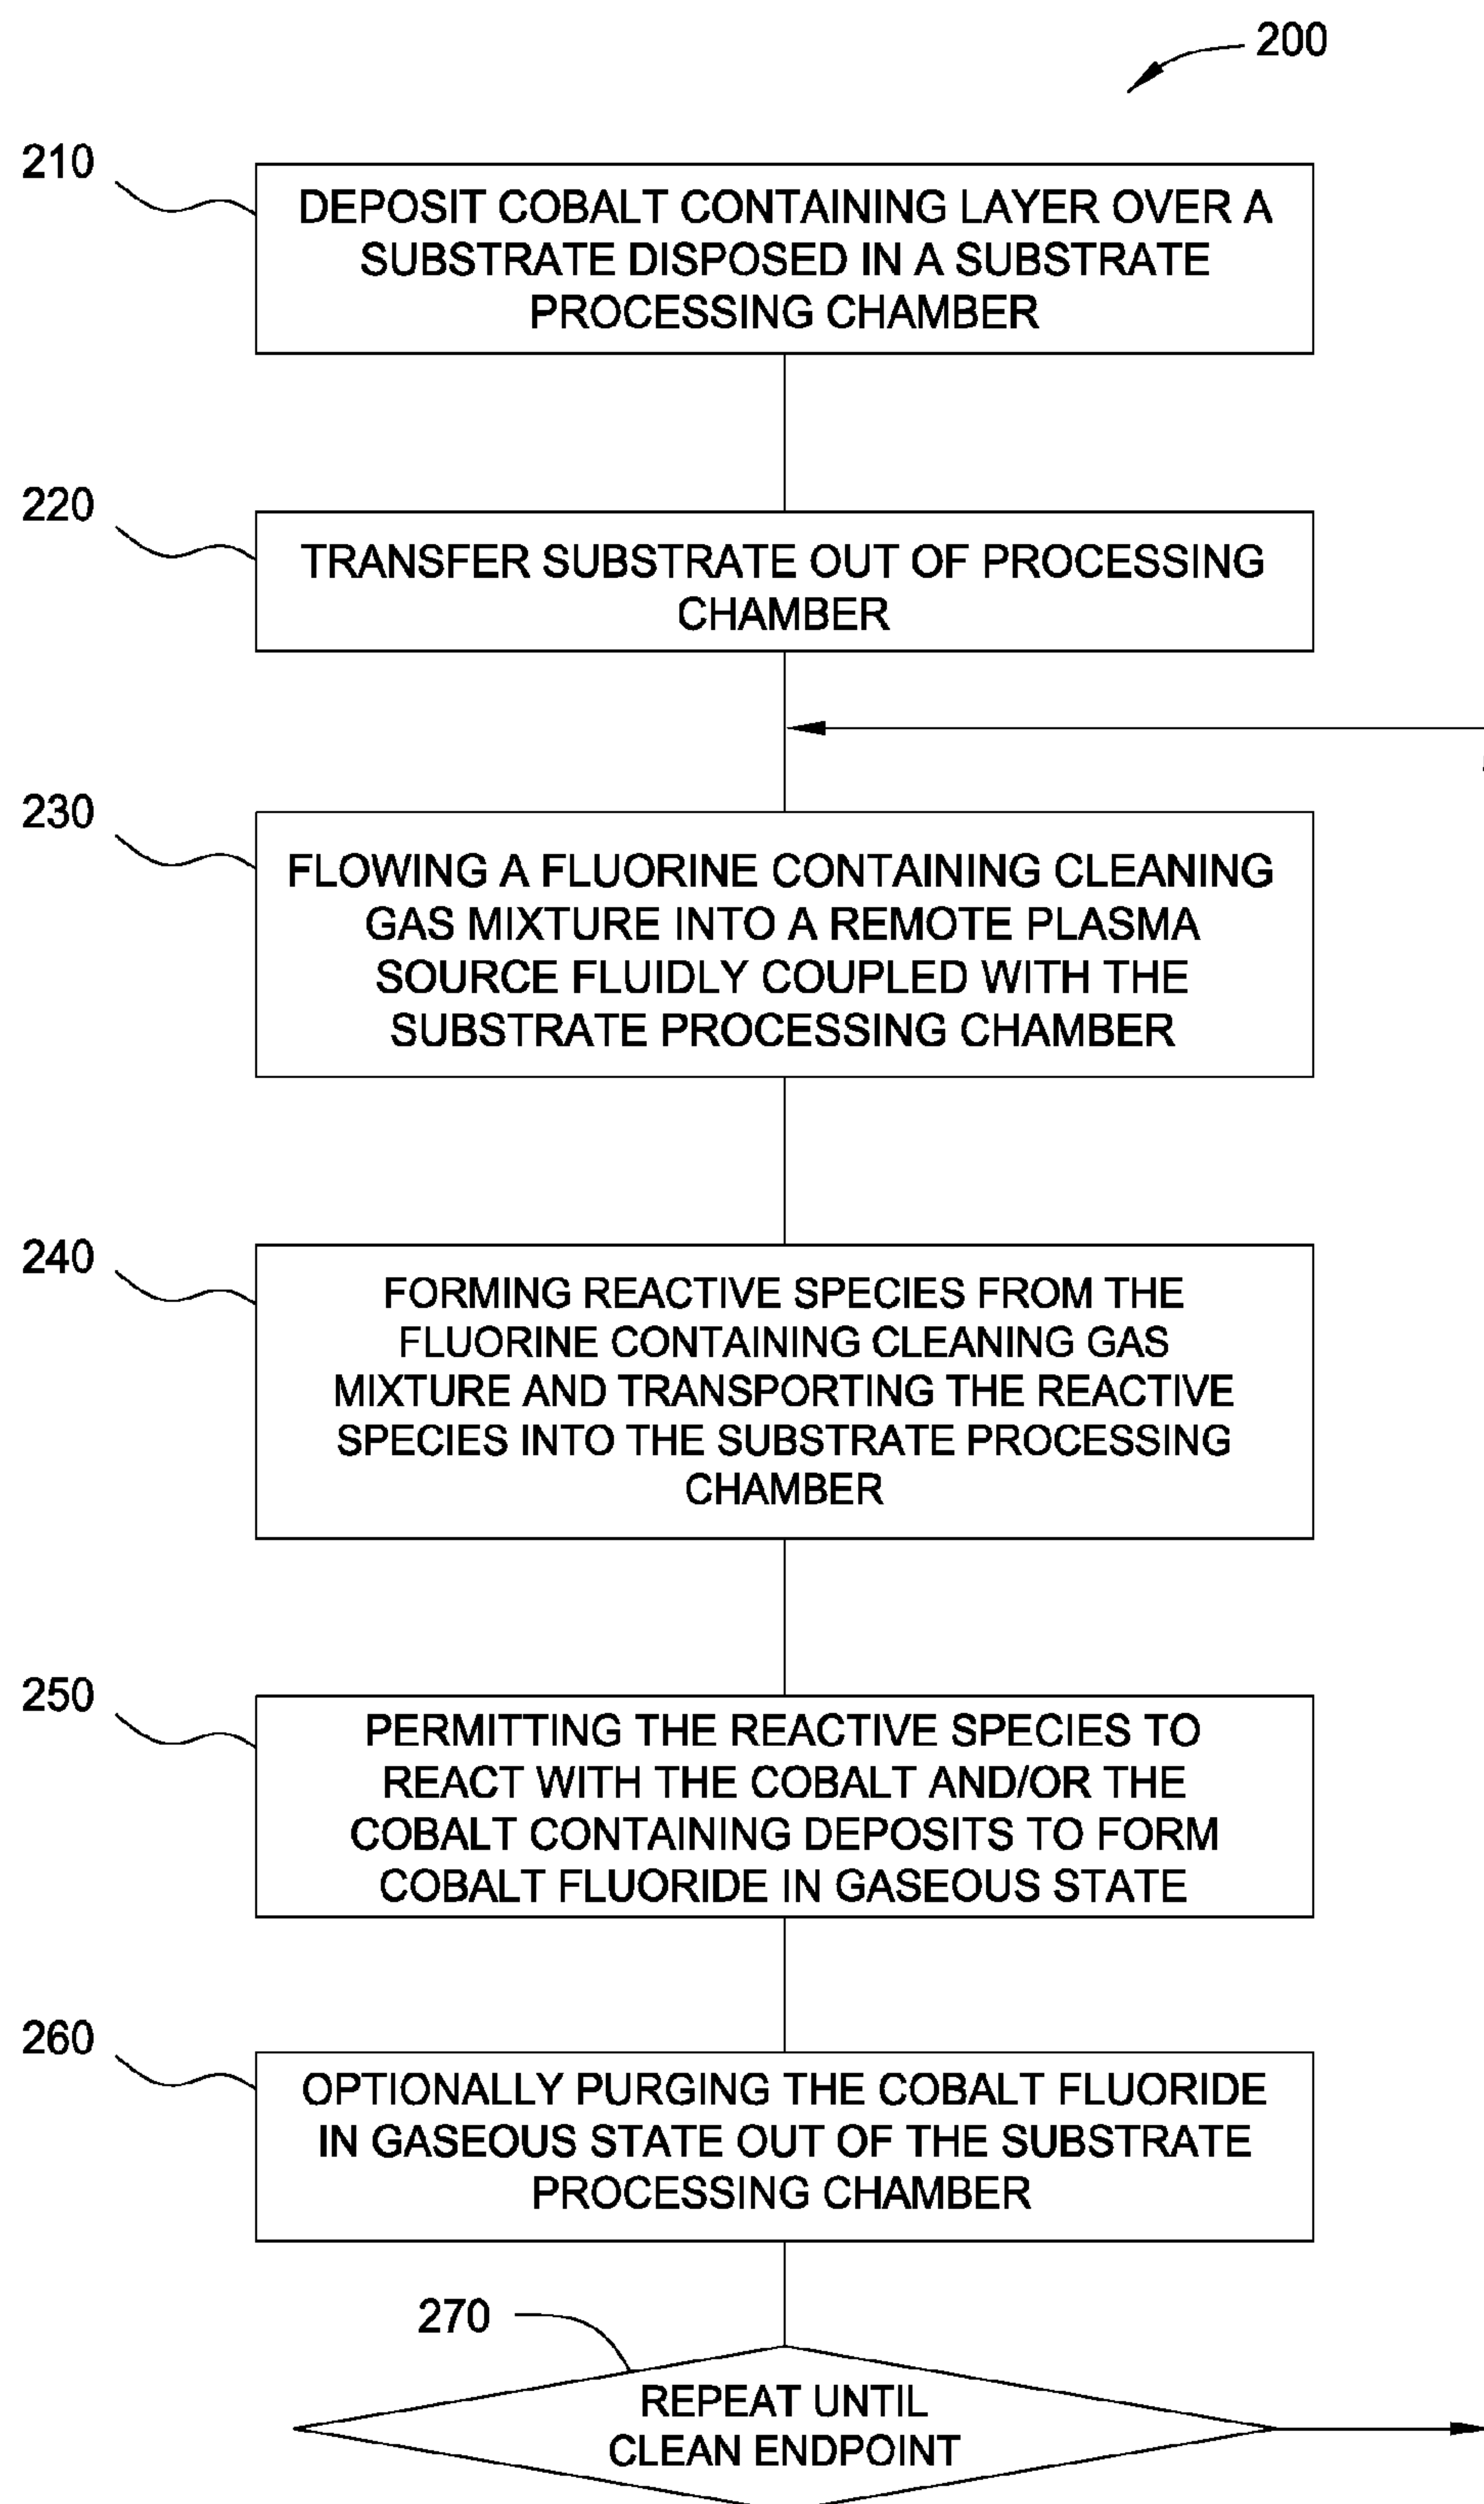 200
210
DEPOSIT COBALT CONTAINING LAYER OVER A
SUBSTRATE DISPOSED IN A SUBSTRATE
PROCESSING CHAMBER
220
TRANSFER SUBSTRATE OUT OF PROCESSING
CHAMBER
230
FLOWING A FLUORINE CONTAINING CLEANING
GAS MIXTURE INTO A REMOTE PLASMA
SOURCE FLUIDLY COUPLED WITH THE
SUBSTRATE PROCESSING CHAMBER
240
FORMING REACTIVE SPECIES FROM THE
FLUORINE CONTAINING CLEANING GAS
MIXTURE AND TRANSPORTING THE REACTIVE
SPECIES INTO THE SUBSTRATE PROCESSING
CHAMBER
250
PERMITTING THE REACTIVE SPECIES TO
REACT WITH THE COBALT AND/OR THE
COBALT CONTAINING DEPOSITS TO FORM
COBALT FLUORIDE IN GASEOUS STATE
260
OPTIONALLY PURGING THE COBALT FLUORIDE
IN GASEOUS STATE OUT OF THE SUBSTRATE
PROCESSING CHAMBER
270
REPEAT UNTIL
CLEAN ENDPOINT